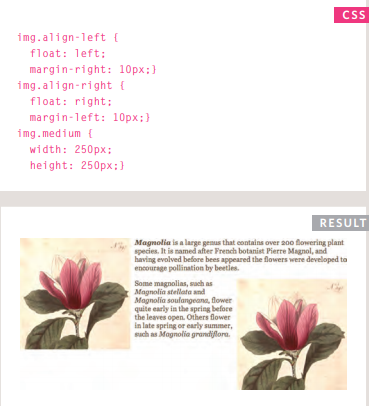 CSS
img.align-left {
float: left;
margin-right: 10px;}
img.align-right {
float: right;
margin-left: 10px;}
img.medium {
width: 250px;
height: 250px;}
RESULT
Magnolia is a large genus that contains over 200 flowering plant
species. It is named after French botanist Pierre Magnol, and
having evolved before bees appeared the flowers were developed to
encourage pollination by beetles.
Some magnolias, such as
Magnolia stellata and
Magnolia soulangeana, flower
quite early in the spring before
the leaves open. Others flower
in late spring or early summer,
such as Magnolia grandiflora.